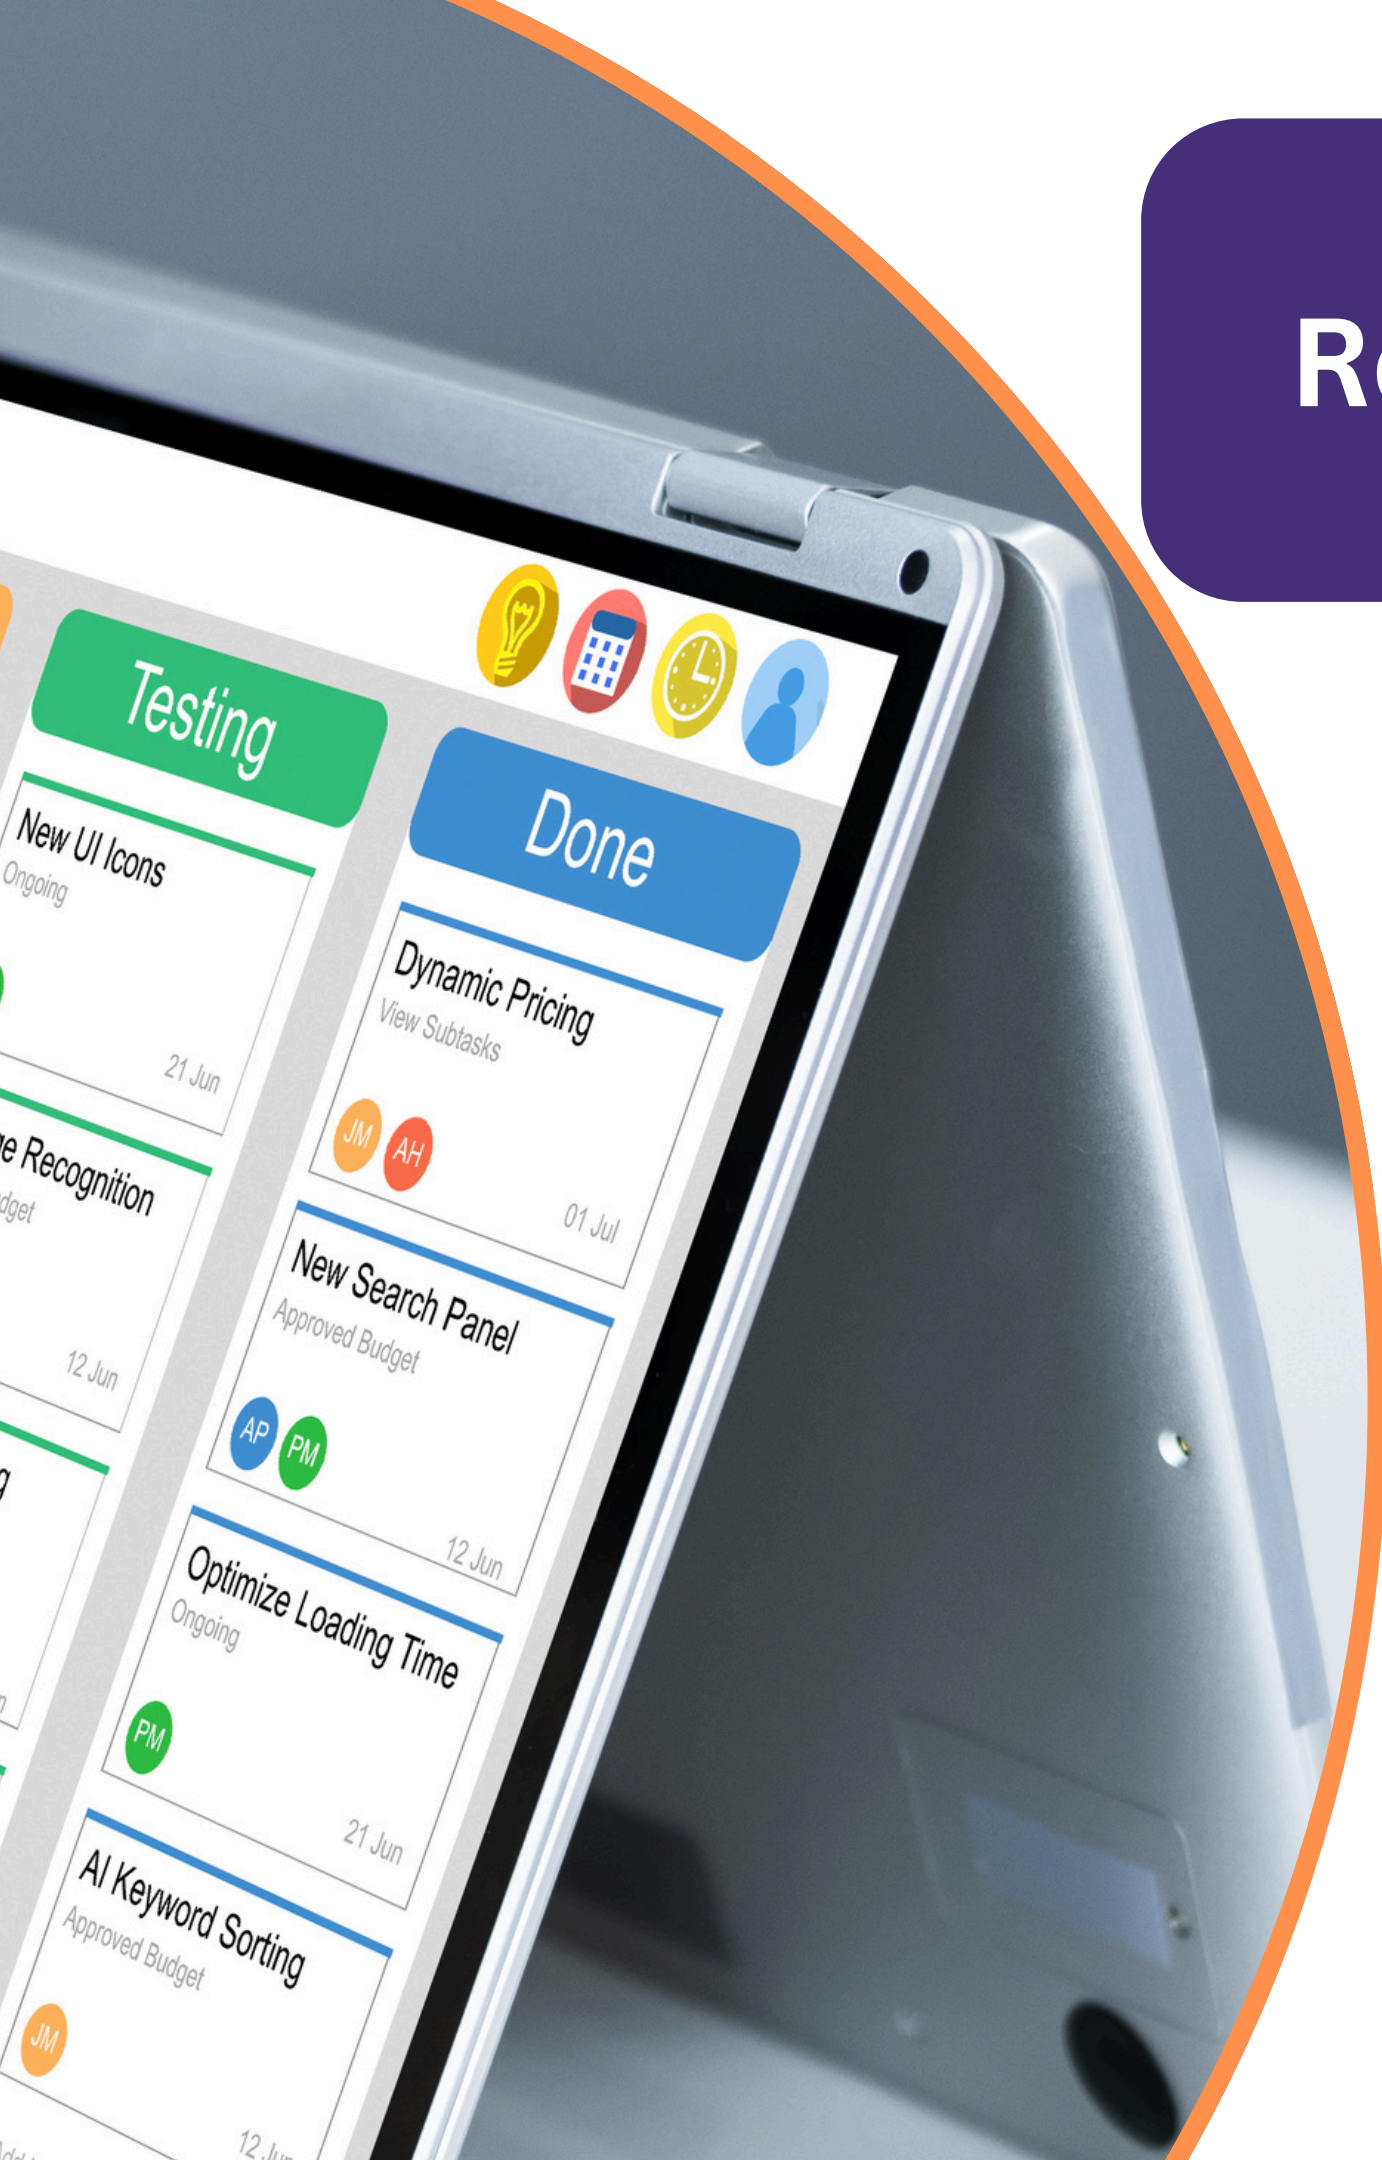 Testing
New UI Icons
Ongoing
21 Jun
Recognition
12 Jun
Done
Dynamic Pricing
View Subtasks
JM AH
01 Jul
New Search Panel
Approved Budget
AP PM
12 Jun
Optimize Loading Time
Ongoing
PM
21 Jun
AI Keyword Sorting
Approved Budget
JM
12 Jun